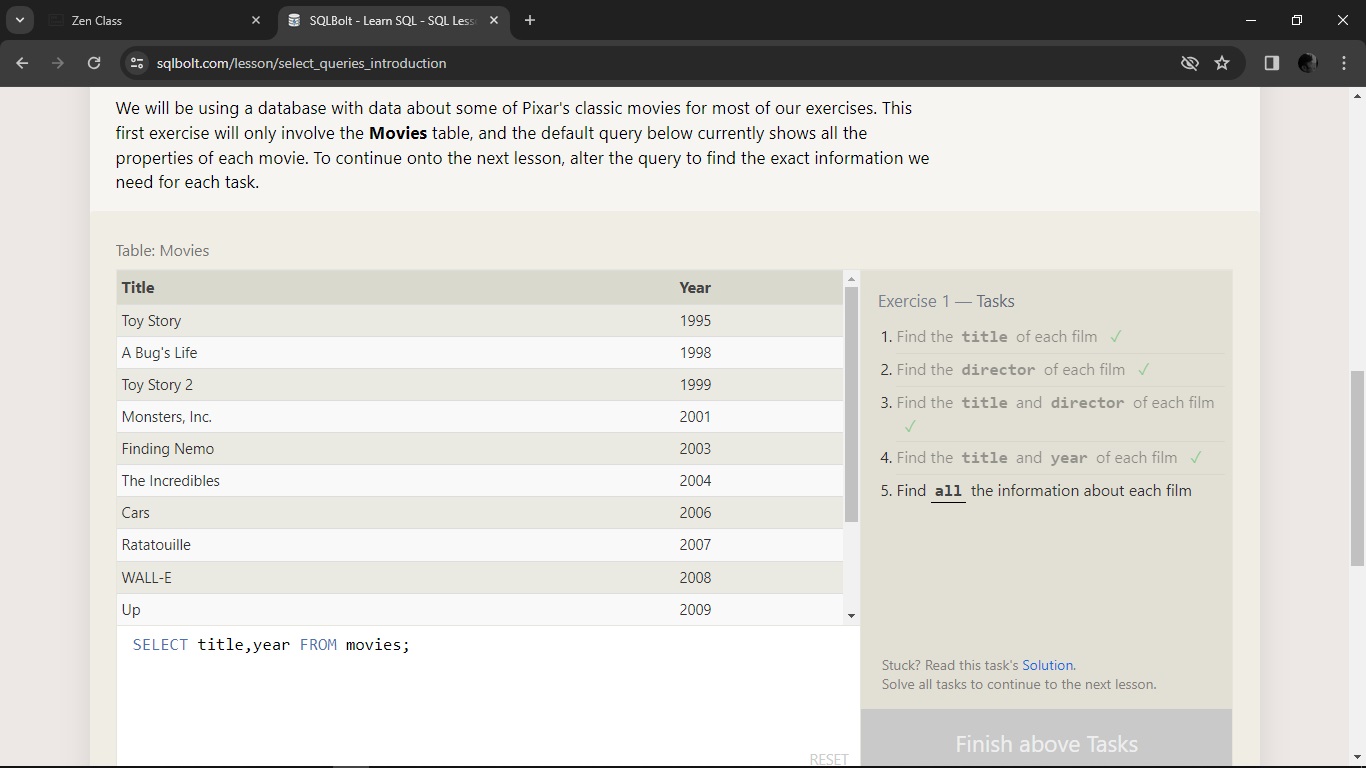 Zen Class
SQLBolt - Learn SQL - SQL Less
sqlbolt.com/lesson/select_queries_introduction
We will be using a database with data about some of Pixar's classic movies for most of our exercises. This
first exercise will only involve the Movies table, and the default query below currently shows all the
properties of each movie. To continue onto the next lesson, alter the query to find the exact information we
need for each task.
Table: Movies
Title Year
Toy Story 1995
A Bug's Life 1998
Toy Story 2 1999
Monsters, Inc. 2001
Finding Nemo 2003
The Incredibles 2004
Cars 2006
Ratatouille 2007
WALL-E 2008
Up 2009
SELECT title,year FROM movies;
RESET
Exercise 1 — Tasks
1. Find the title of each film ✓
2. Find the director of each film ✓
3. Find the title and director of each film
✓
4. Find the title and year of each film ✓
5. Find all the information about each film
Stuck? Read this task's Solution.
Solve all tasks to continue to the next lesson.
Finish above Tasks